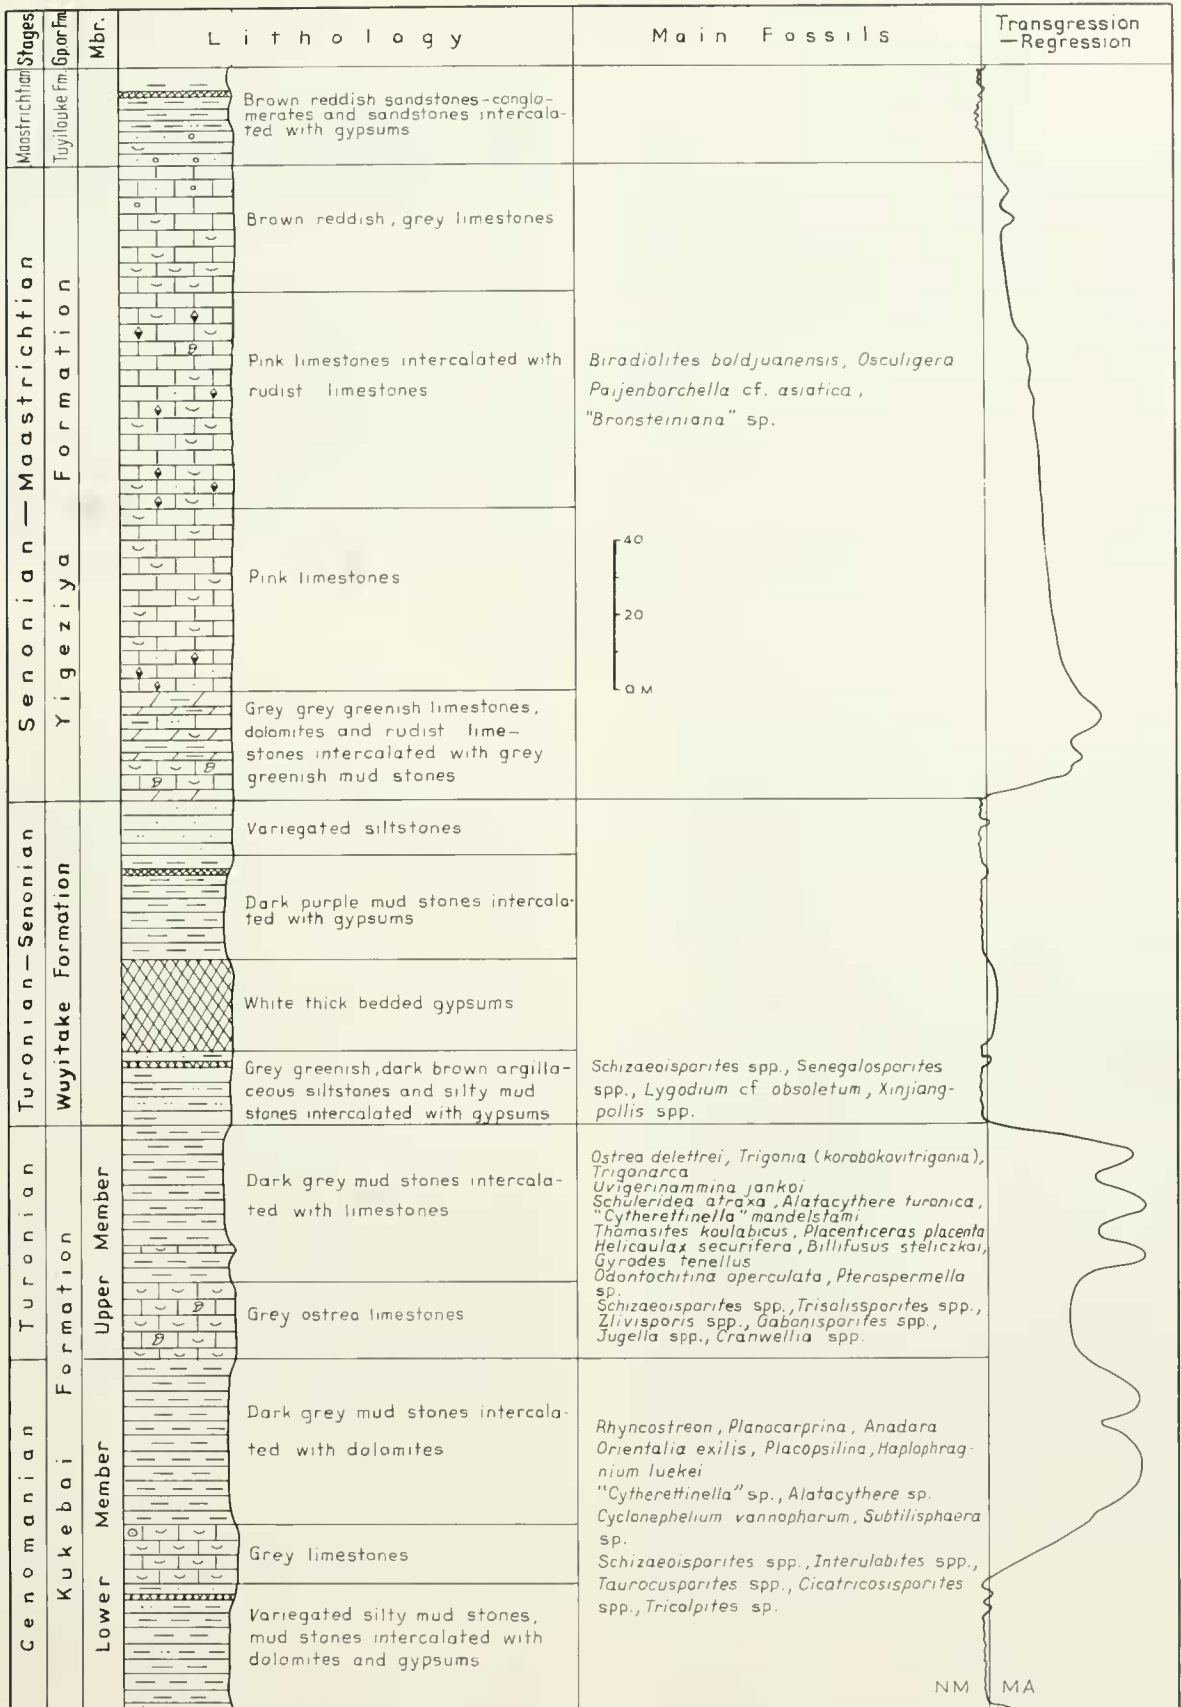 Stages
Gp.or Fm
Mbr.
Lithology
Main Fossils
Transgression
—Regression
Maastrichtian
Tuyilouke Fm.
Brown reddish sandstones-conglo-
merates and sandstones intercala-
ted with gypsums
Senonian—Maastrichtian
Yigeziya Formation
Brown reddish, grey limestones
Pink limestones intercalated with
rudist limestones
Biradiolites boldjuanensis, Osculigera
Paijenborchella cf. asiatica,
"Bronsteiniana" sp.
Pink limestones
40
20
0 M
Grey grey greenish limestones,
dolomites and rudist lime-
stones intercalated with grey
greenish mud stones
Turonian—Senonian
Wuyitake Formation
Variegated siltstones
Dark purple mud stones intercala-
ted with gypsums
White thick bedded gypsums
Grey greenish, dark brown argilla-
ceous siltstones and silty mud
stones intercalated with gypsums
Schizaeoisporites spp., Senegalosporites
spp., Lygodium cf obsoletum, Xinjiang-
pollis spp.
Turonian
Kukebai Formation
Upper Member
Dark grey mud stones intercala-
ted with limestones
Grey ostrea limestones
Ostrea delettrei, Trigonia (korobokovitrigonia),
Trigonarca
Uvigerinammina jankoi
Schuleridea atraxa, Alatacythere turonica,
"Cytherettinella" mandelstami
Thomasites koulabicus, Placenticeras placenta
Helicaulax securifera, Billifusus steliczkai,
Gyrodes tenellus
Odontochitina operculata, Pterospermella
sp.
Schizaeoisporites spp., Trisolissporites spp.,
Zlivisporis spp., Gabonisporites spp.,
Jugella spp., Cranwellia spp.
Cenomanian
Lower Member
Dark grey mud stones intercala-
ted with dolomites
Grey limestones
Variegated silty mud stones,
mud stones intercalated with
dolomites and gypsums
Rhyncostreon, Planocarprina, Anadara
Orientalia exilis, Placopsilina, Haplophrag-
nium luekei
"Cytherettinella" sp., Alatacythere sp.
Cyclonephelium vannopharum, Subtilisphaera
sp.
Schizaeoisporites spp., Interulobites spp.,
Taurocusporites spp., Cicatricosisporites
spp., Tricolpites sp.
NM MA